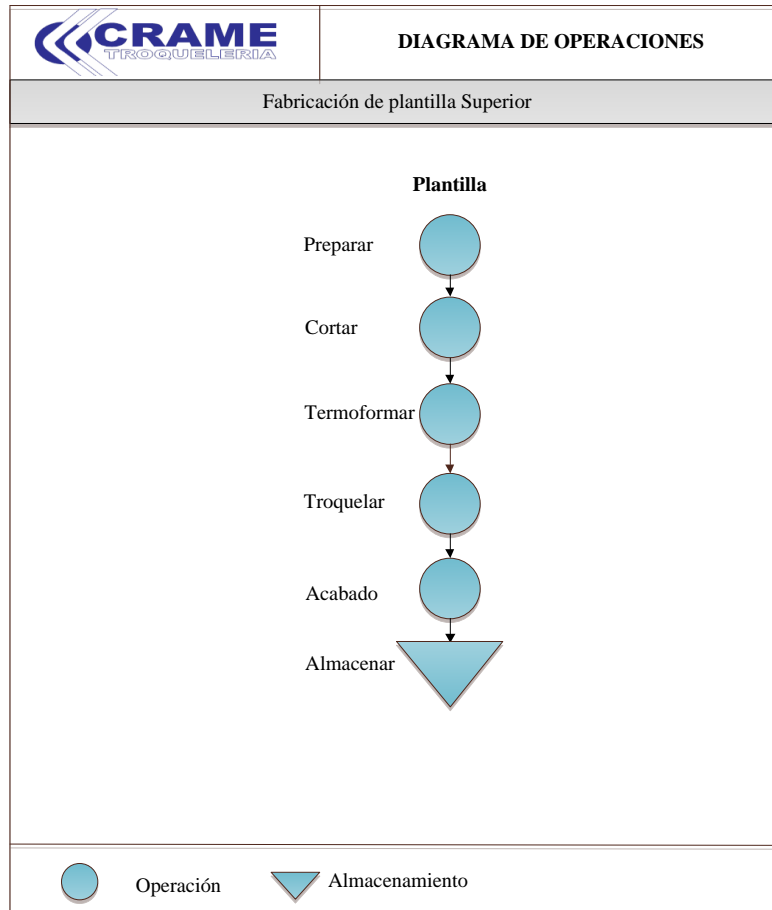 CRAME
TROQUELERIA
DIAGRAMA DE OPERACIONES
Fabricación de plantilla Superior
Plantilla
Preparar
Cortar
Termoformar
Troquelar
Acabado
Almacenar
Operación
Almacenamiento